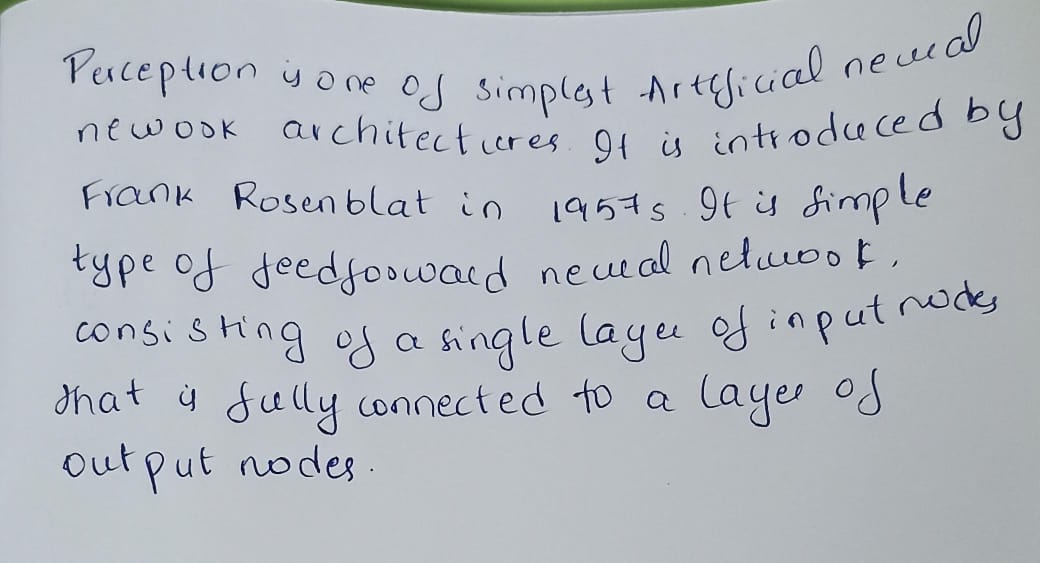 Perception is one of simplest Artificial neural
newook architectures. It is introduced by
Frank Rosenblat in 1957s. It is simple
type of feedfooward neural netwook,
consisting of a single layer of input nodes
that is fully connected to a layer of
output nodes.